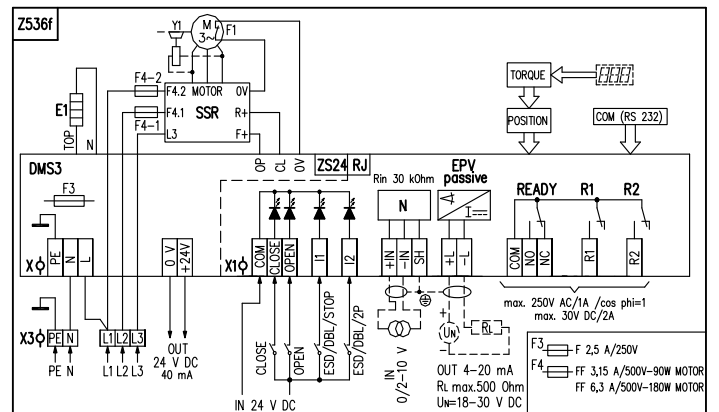 Z536f
Y1
M
3~
F1
F4-2
F4.2 MOTOR 0V
F4.1 SSR R+
F4-1
L3 F+
E1
TOP
N
OP
CL
0V
TORQUE
POSITION
COM (RS 232)
DMS3
ZS24 RJ
EPV
passive
Rin 30 kOhm
N
READY R1 R2
F3
X
PE
N
L
0 V
+24V
X1
COM
CLOSE
OPEN
I1
I2
+IN
-IN
SH
+L
-L
COM
NO
NC
R1
R2
max. 250V AC/1A /cos phi=1
max. 30V DC/2A
X3
PE N
L1 L2 L3
PE N
L1 L2 L3
OUT
24 V DC
40 mA
CLOSE
OPEN
ESD/DBL/STOP
ESD/DBL/2P
IN 24 V DC
IN
0/2-10 V
+
UN
-
RL
OUT 4-20 mA
RL max.500 Ohm
UN=18-30 V DC
F3
F 2,5 A/250V
F4
FF 3,15 A/500V-90W MOTOR
FF 6,3 A/500V-180W MOTOR